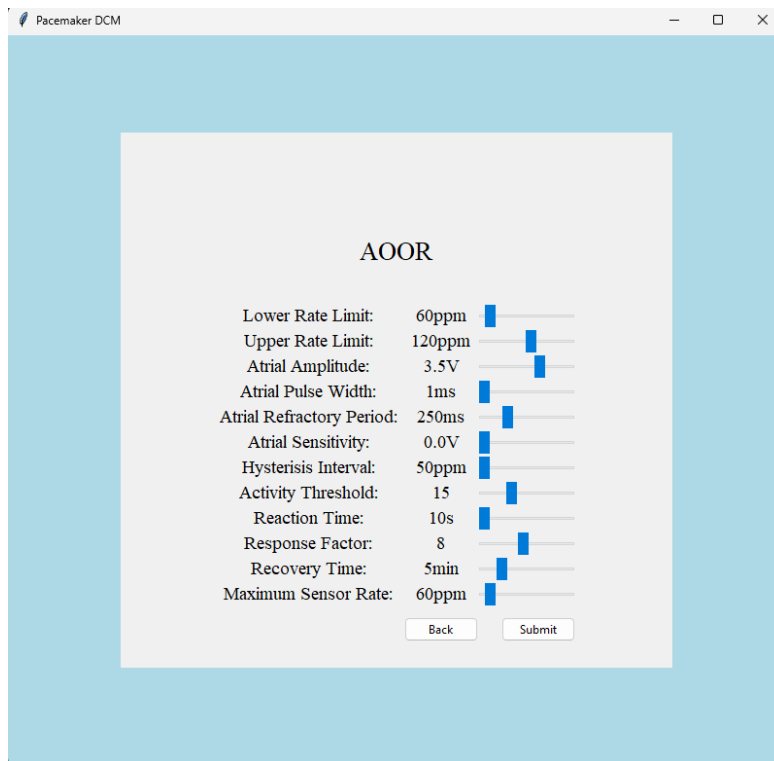 Pacemaker DCM
AOOR
Lower Rate Limit: 60ppm
Upper Rate Limit: 120ppm
Atrial Amplitude: 3.5V
Atrial Pulse Width: 1ms
Atrial Refractory Period: 250ms
Atrial Sensitivity: 0.0V
Hysterisis Interval: 50ppm
Activity Threshold: 15
Reaction Time: 10s
Response Factor: 8
Recovery Time: 5min
Maximum Sensor Rate: 60ppm
Back Submit